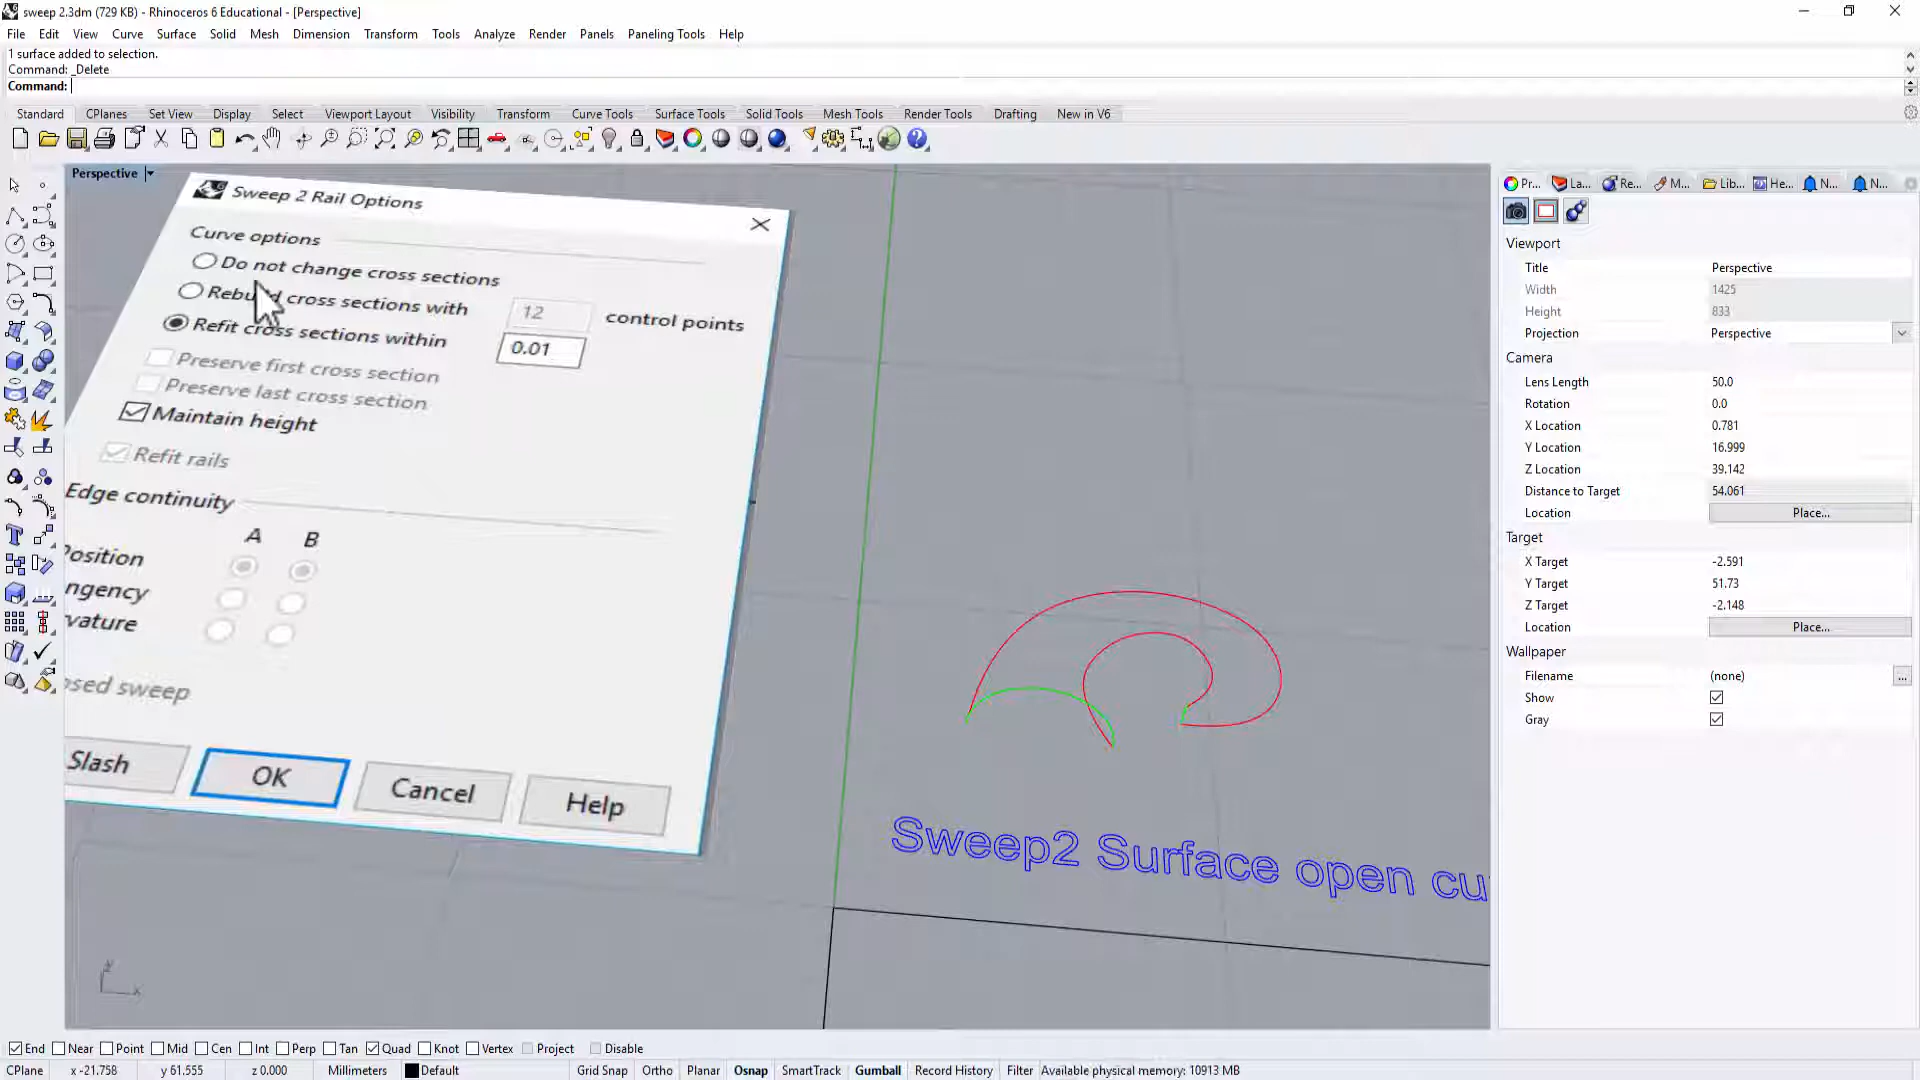 sweep 2.3dm (729 KB) - Rhinoceros 6 Educational - [Perspective]
File Edit View Curve Surface Solid Mesh Dimension Transform Tools Analyze Render Panels Paneling Tools Help
1 surface added to selection.
Command: _Delete
Command:
Standard CPlanes Set View Display Select Viewport Layout Visibility Transform Curve Tools Surface Tools Solid Tools Mesh Tools Render Tools Drafting New in V6
Perspective
Sweep 2 Rail Options
Curve options
Do not change cross sections
Rebuild cross sections with 12 control points
Refit cross sections within 0.01
Preserve first cross section
Preserve last cross section
Maintain height
Refit rails
Edge continuity
A B
Position
ngency
vature
osed sweep
Slash OK Cancel Help
Sweep2 Surface open cu
Pr... La... Re... M... Lib... He... N... N...
Viewport
Title Perspective
Width 1425
Height 833
Projection Perspective
Camera
Lens Length 50.0
Rotation 0.0
X Location 0.781
Y Location 16.999
Z Location 39.142
Distance to Target 54.061
Location Place...
Target
X Target -2.591
Y Target 51.73
Z Target -2.148
Location Place...
Wallpaper
Filename (none) ...
Show
Gray
y
x
End Near Point Mid Cen Int Perp Tan Quad Knot Vertex Project Disable
CPlane x -21.758 y 61.555 z 0.000 Millimeters Default Grid Snap Ortho Planar Osnap SmartTrack Gumball Record History Filter Available physical memory: 10913 MB